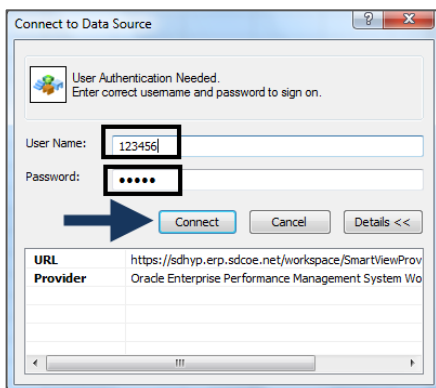 Connect to Data Source
User Authentication Needed.
Enter correct username and password to sign on.
User Name:
123456
Password:
•••••
Connect
Cancel
Details <<
URL
https://sdhyp.erp.sdcoe.net/workspace/SmartViewProv
Provider
Oracle Enterprise Performance Management System Wo